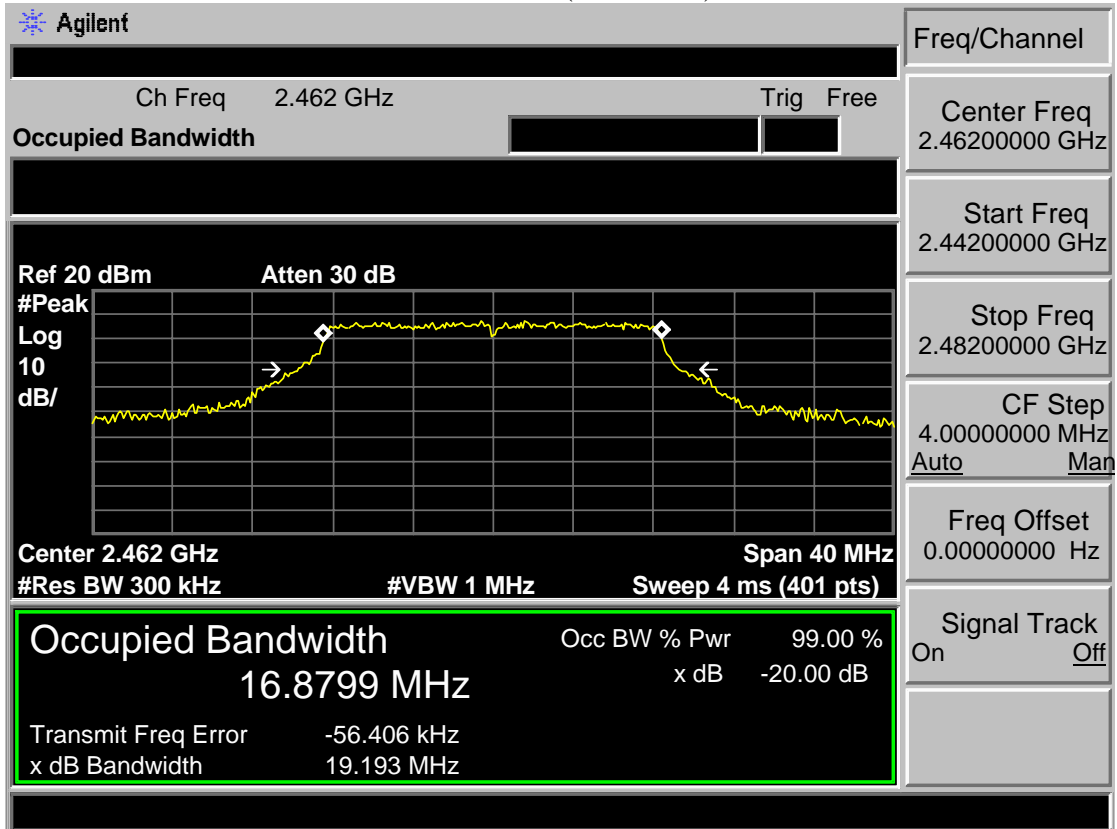 Agilent
Freq/Channel
Ch Freq 2.462 GHz Trig Free
Occupied Bandwidth
Center Freq
2.46200000 GHz
Start Freq
2.44200000 GHz
Stop Freq
2.48200000 GHz
CF Step
4.00000000 MHz
Auto Man
Freq Offset
0.00000000 Hz
Signal Track
On Off
Ref 20 dBm Atten 30 dB
#Peak
Log
10
dB/
Center 2.462 GHz Span 40 MHz
#Res BW 300 kHz #VBW 1 MHz Sweep 4 ms (401 pts)
Occupied Bandwidth Occ BW % Pwr 99.00 %
16.8799 MHz x dB -20.00 dB
Transmit Freq Error -56.406 kHz
x dB Bandwidth 19.193 MHz